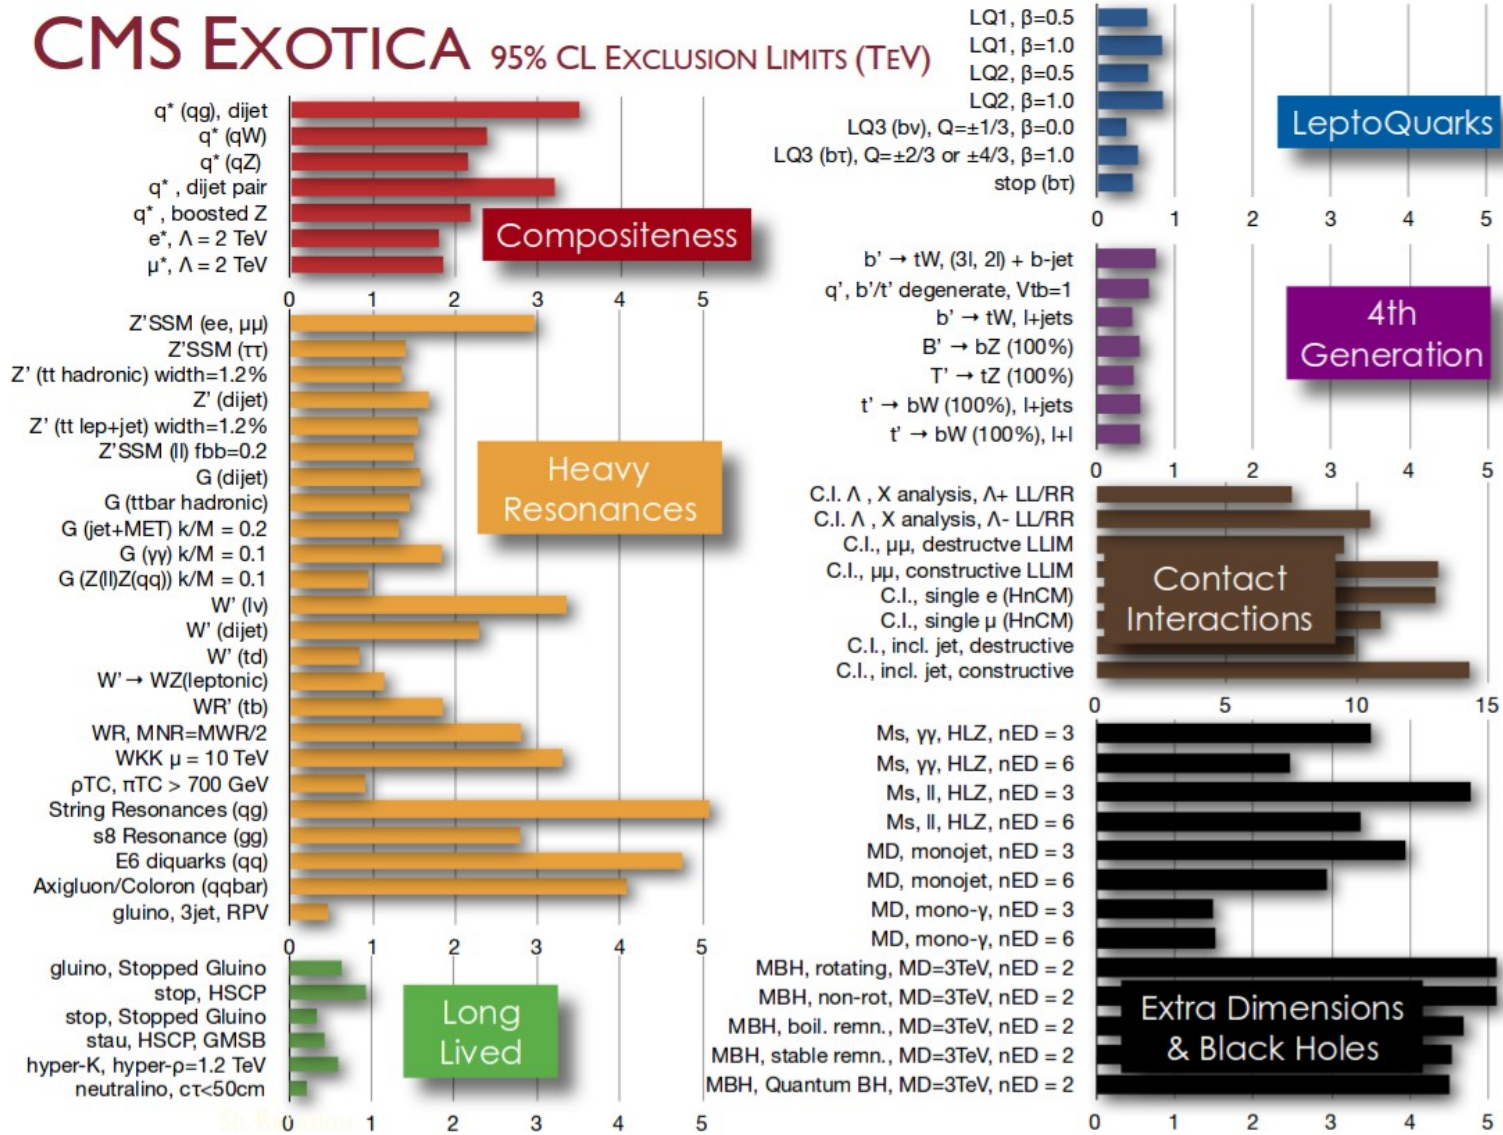 CMS EXOTICA 95% CL EXCLUSION LIMITS (TEV)
q* (qg), dijet
q* (qW)
q* (qZ)
q* , dijet pair
q* , boosted Z
e*, Λ = 2 TeV
μ*, Λ = 2 TeV
Compositeness
0 1 2 3 4 5
Z'SSM (ee, μμ)
Z'SSM (ττ)
Z' (tt hadronic) width=1.2%
Z' (dijet)
Z' (tt lep+jet) width=1.2%
Z'SSM (ll) fbb=0.2
G (dijet)
G (ttbar hadronic)
G (jet+MET) k/M = 0.2
G (γγ) k/M = 0.1
G (Z(ll)Z(qq)) k/M = 0.1
W' (lν)
W' (dijet)
W' (td)
W'→ WZ(leptonic)
WR' (tb)
WR, MNR=MWR/2
WKK μ = 10 TeV
ρTC, πTC > 700 GeV
String Resonances (qg)
s8 Resonance (gg)
E6 diquarks (qq)
Axigluon/Coloron (qqbar)
gluino, 3jet, RPV
Heavy
Resonances
0 1 2 3 4 5
gluino, Stopped Gluino
stop, HSCP
stop, Stopped Gluino
stau, HSCP, GMSB
hyper-K, hyper-ρ=1.2 TeV
neutralino, cτ<50cm
Long
Lived
0 1 2 3 4 5
LQ1, β=0.5
LQ1, β=1.0
LQ2, β=0.5
LQ2, β=1.0
LQ3 (bν), Q=±1/3, β=0.0
LQ3 (bτ), Q=±2/3 or ±4/3, β=1.0
stop (bτ)
LeptoQuarks
0 1 2 3 4 5
b' → tW, (3l, 2l) + b-jet
q', b'/t' degenerate, Vtb=1
b' → tW, l+jets
B' → bZ (100%)
T' → tZ (100%)
t' → bW (100%), l+jets
t' → bW (100%), l+l
4th
Generation
0 1 2 3 4 5
C.I. Λ , X analysis, Λ+ LL/RR
C.I. Λ , X analysis, Λ- LL/RR
C.I., μμ, destructve LLIM
C.I., μμ, constructive LLIM
C.I., single e (HnCM)
C.I., single μ (HnCM)
C.I., incl. jet, destructive
C.I., incl. jet, constructive
Contact
Interactions
0 5 10 15
Ms, γγ, HLZ, nED = 3
Ms, γγ, HLZ, nED = 6
Ms, ll, HLZ, nED = 3
Ms, ll, HLZ, nED = 6
MD, monojet, nED = 3
MD, monojet, nED = 6
MD, mono-γ, nED = 3
MD, mono-γ, nED = 6
MBH, rotating, MD=3TeV, nED = 2
MBH, non-rot, MD=3TeV, nED = 2
MBH, boil. remn., MD=3TeV, nED = 2
MBH, stable remn., MD=3TeV, nED = 2
MBH, Quantum BH, MD=3TeV, nED = 2
Extra Dimensions
& Black Holes
0 1 2 3 4 5